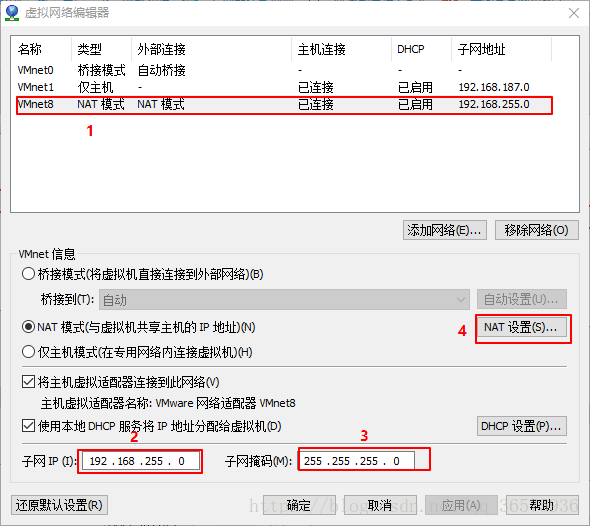 虚拟网络编辑器
名称 类型 外部连接 主机连接 DHCP 子网地址
VMnet0 桥接模式 自动桥接 - - -
VMnet1 仅主机 - 已连接 已启用 192.168.187.0
VMnet8 NAT 模式 NAT 模式 已连接 已启用 192.168.255.0
1
添加网络(E)... 移除网络(O)
VMnet 信息
桥接模式(将虚拟机直接连接到外部网络)(B)
桥接到(T): 自动 自动设置(U)...
NAT 模式(与虚拟机共享主机的 IP 地址)(N) 4 NAT 设置(S)...
仅主机模式(在专用网络内连接虚拟机)(H)
将主机虚拟适配器连接到此网络(V)
主机虚拟适配器名称: VMware 网络适配器 VMnet8
使用本地 DHCP 服务将 IP 地址分配给虚拟机(D) DHCP 设置(P)...
2 3
子网 IP (I): 192 .168 .255 . 0 子网掩码(M): 255 .255 .255 . 0
还原默认设置(R) 确定 取消 应用(A) 帮助